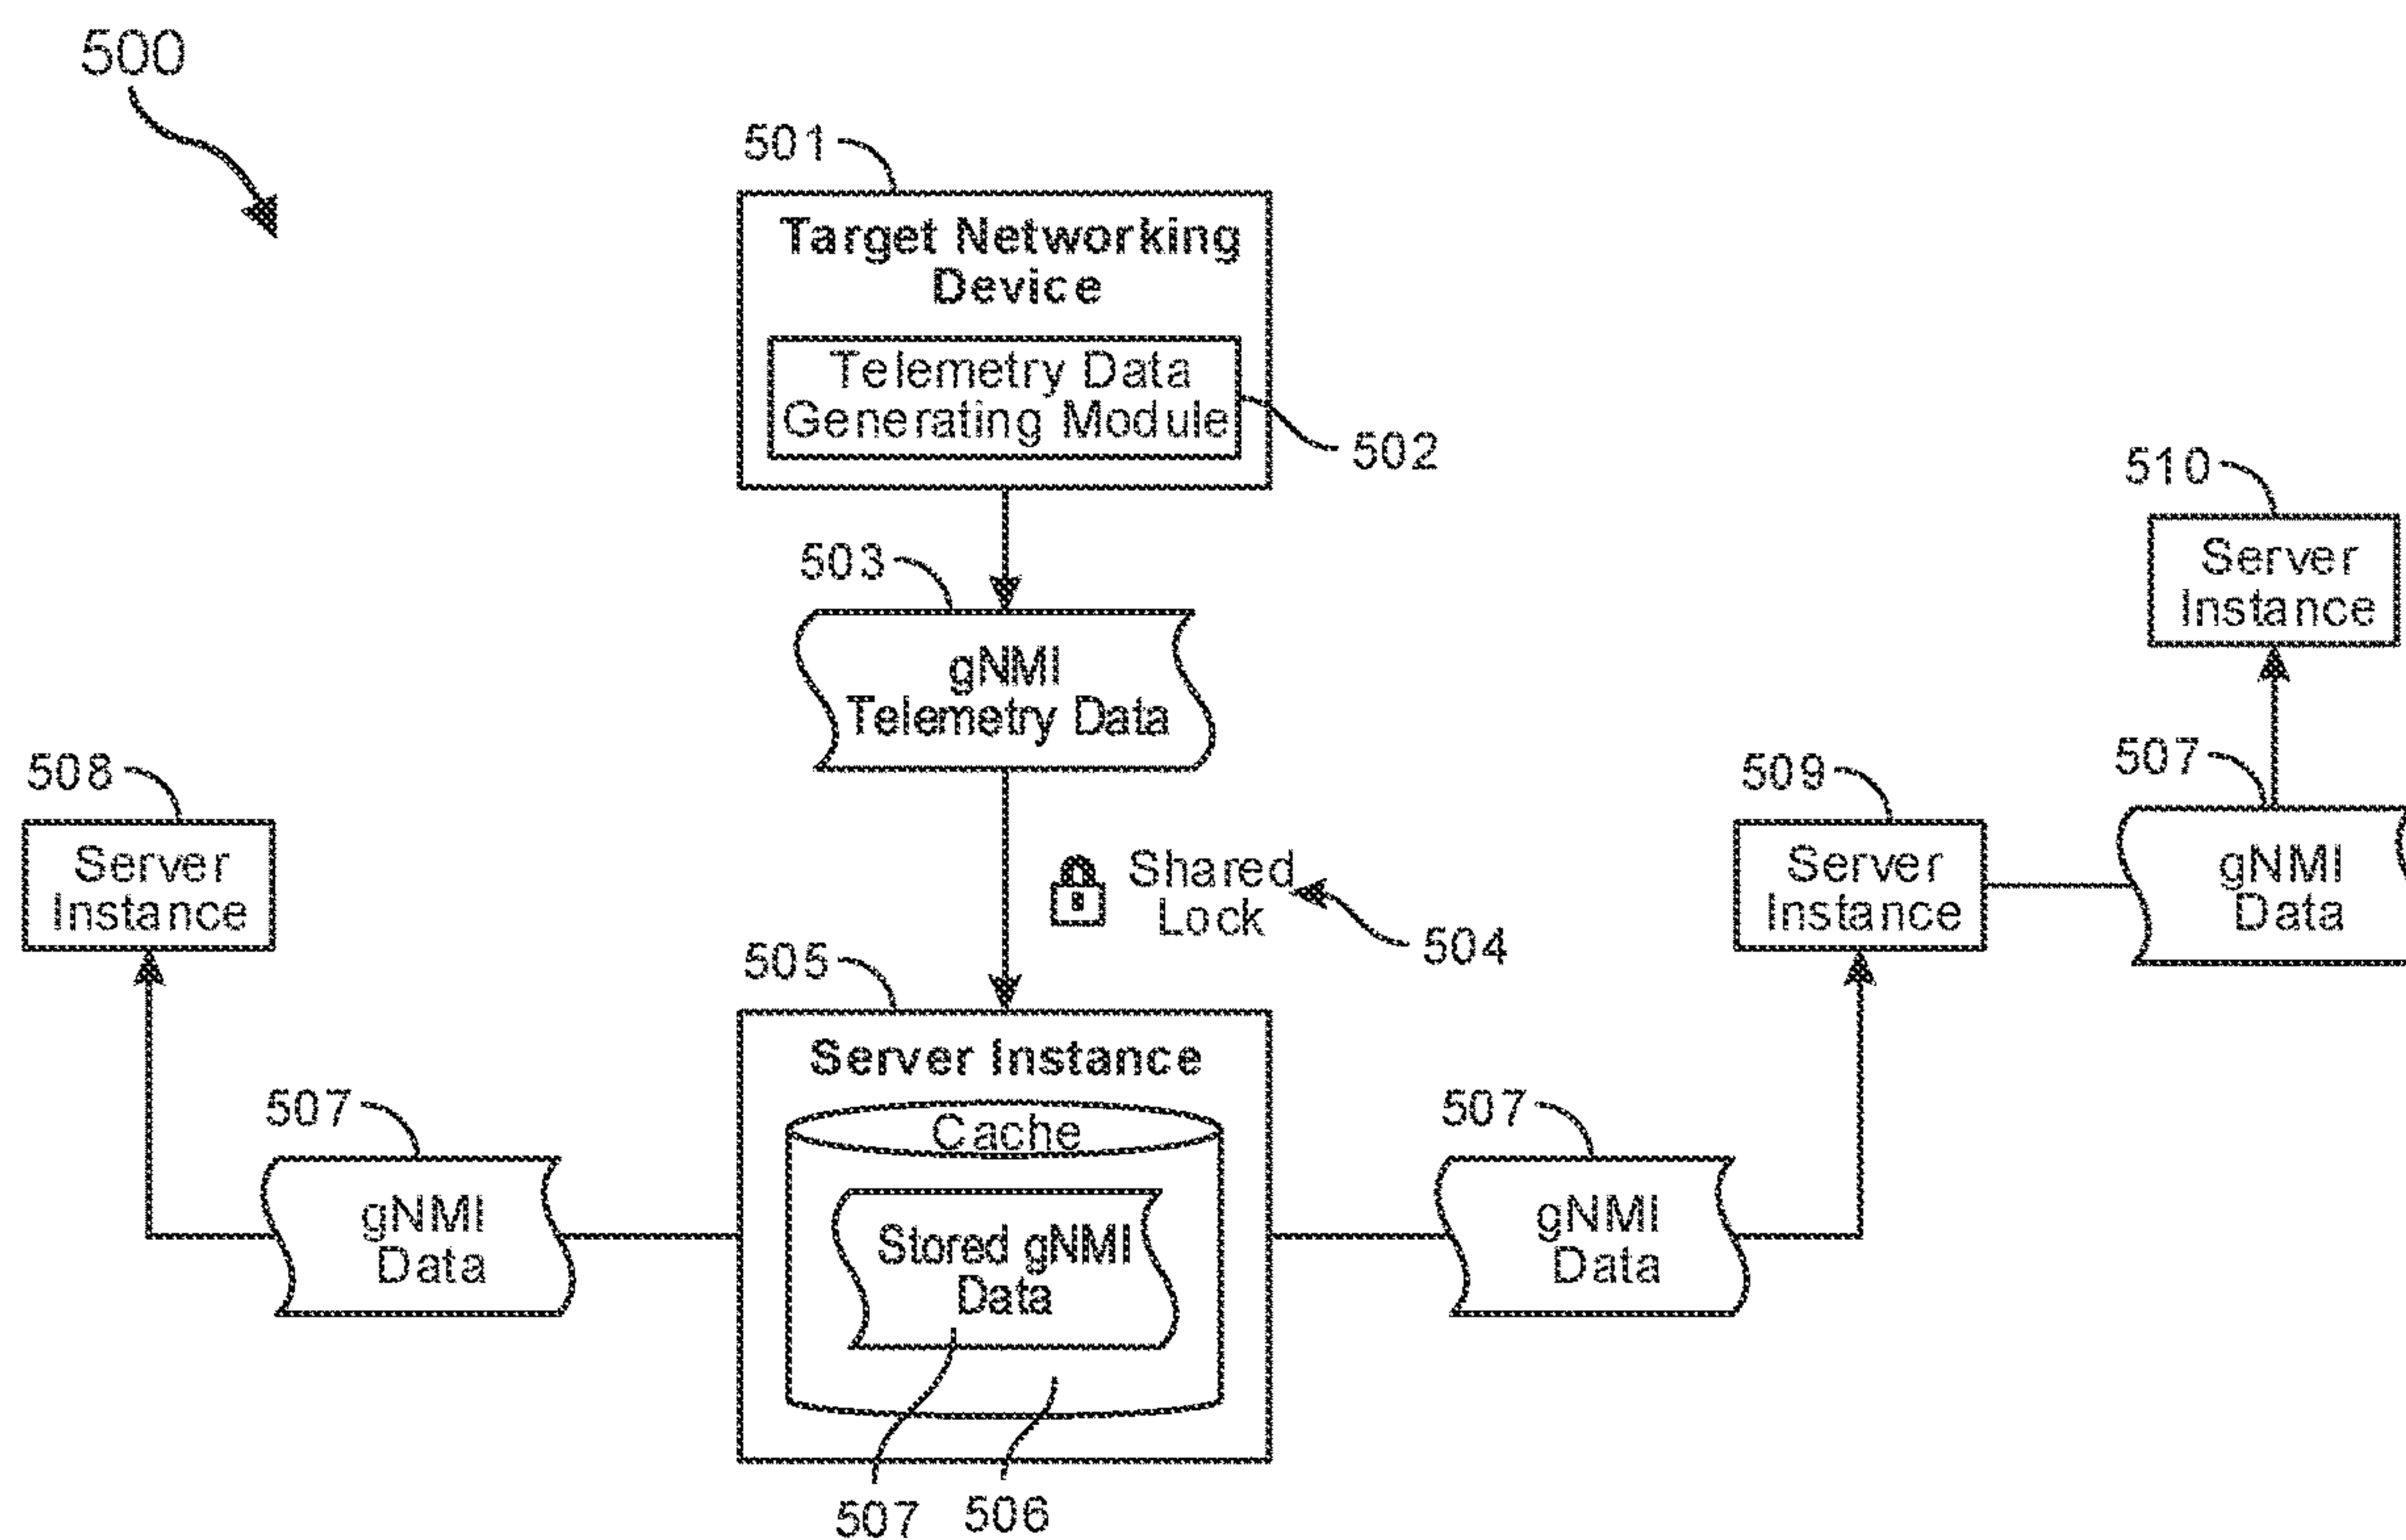 500
501
Target Networking
Device
Telemetry Data
Generating Module
502
503
gNMI
Telemetry Data
510
Server
Instance
508
Server
Instance
Shared
Lock
504
509
Server
Instance
507
gNMI
Data
505
Server Instance
Cache
Stored gNMI
Data
507
506
507
gNMI
Data
507
gNMI
Data